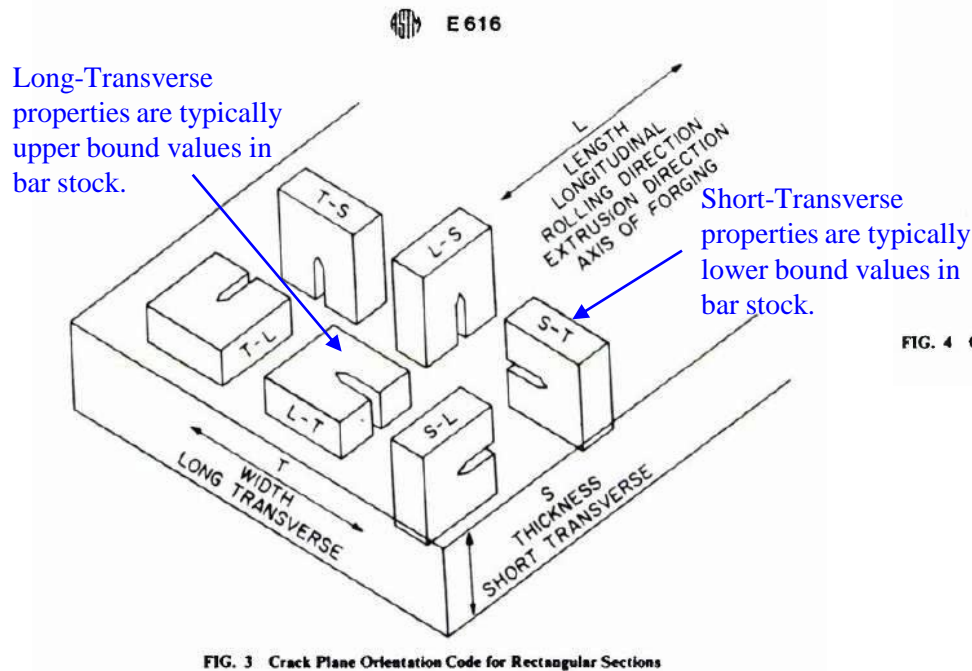 ASTM E 616
Long-Transverse
properties are typically
upper bound values in
bar stock.
L
LENGTH
LONGITUDINAL
ROLLING DIRECTION
EXTRUSION DIRECTION
AXIS OF FORGING
Short-Transverse
properties are typically
lower bound values in
bar stock.
T-S
L-S
T-L
L-T
S-L
S-T
T
WIDTH
LONG TRANSVERSE
S
THICKNESS
SHORT TRANSVERSE
FIG. 4
FIG. 3 Crack Plane Orientation Code for Rectangular Sections